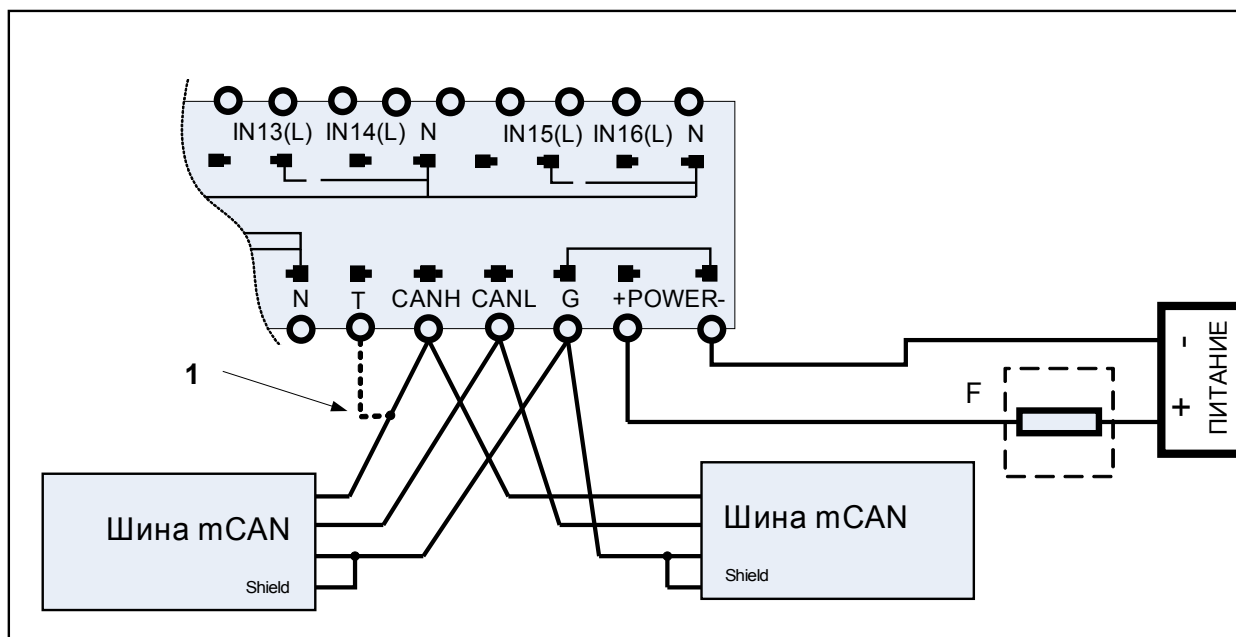 IN13(L) IN14(L) N IN15(L) IN16(L) N
N T CANH CANL G +POWER-
1
F
- + ПИТАНИЕ
Шина mCAN
Shield
Шина mCAN
Shield